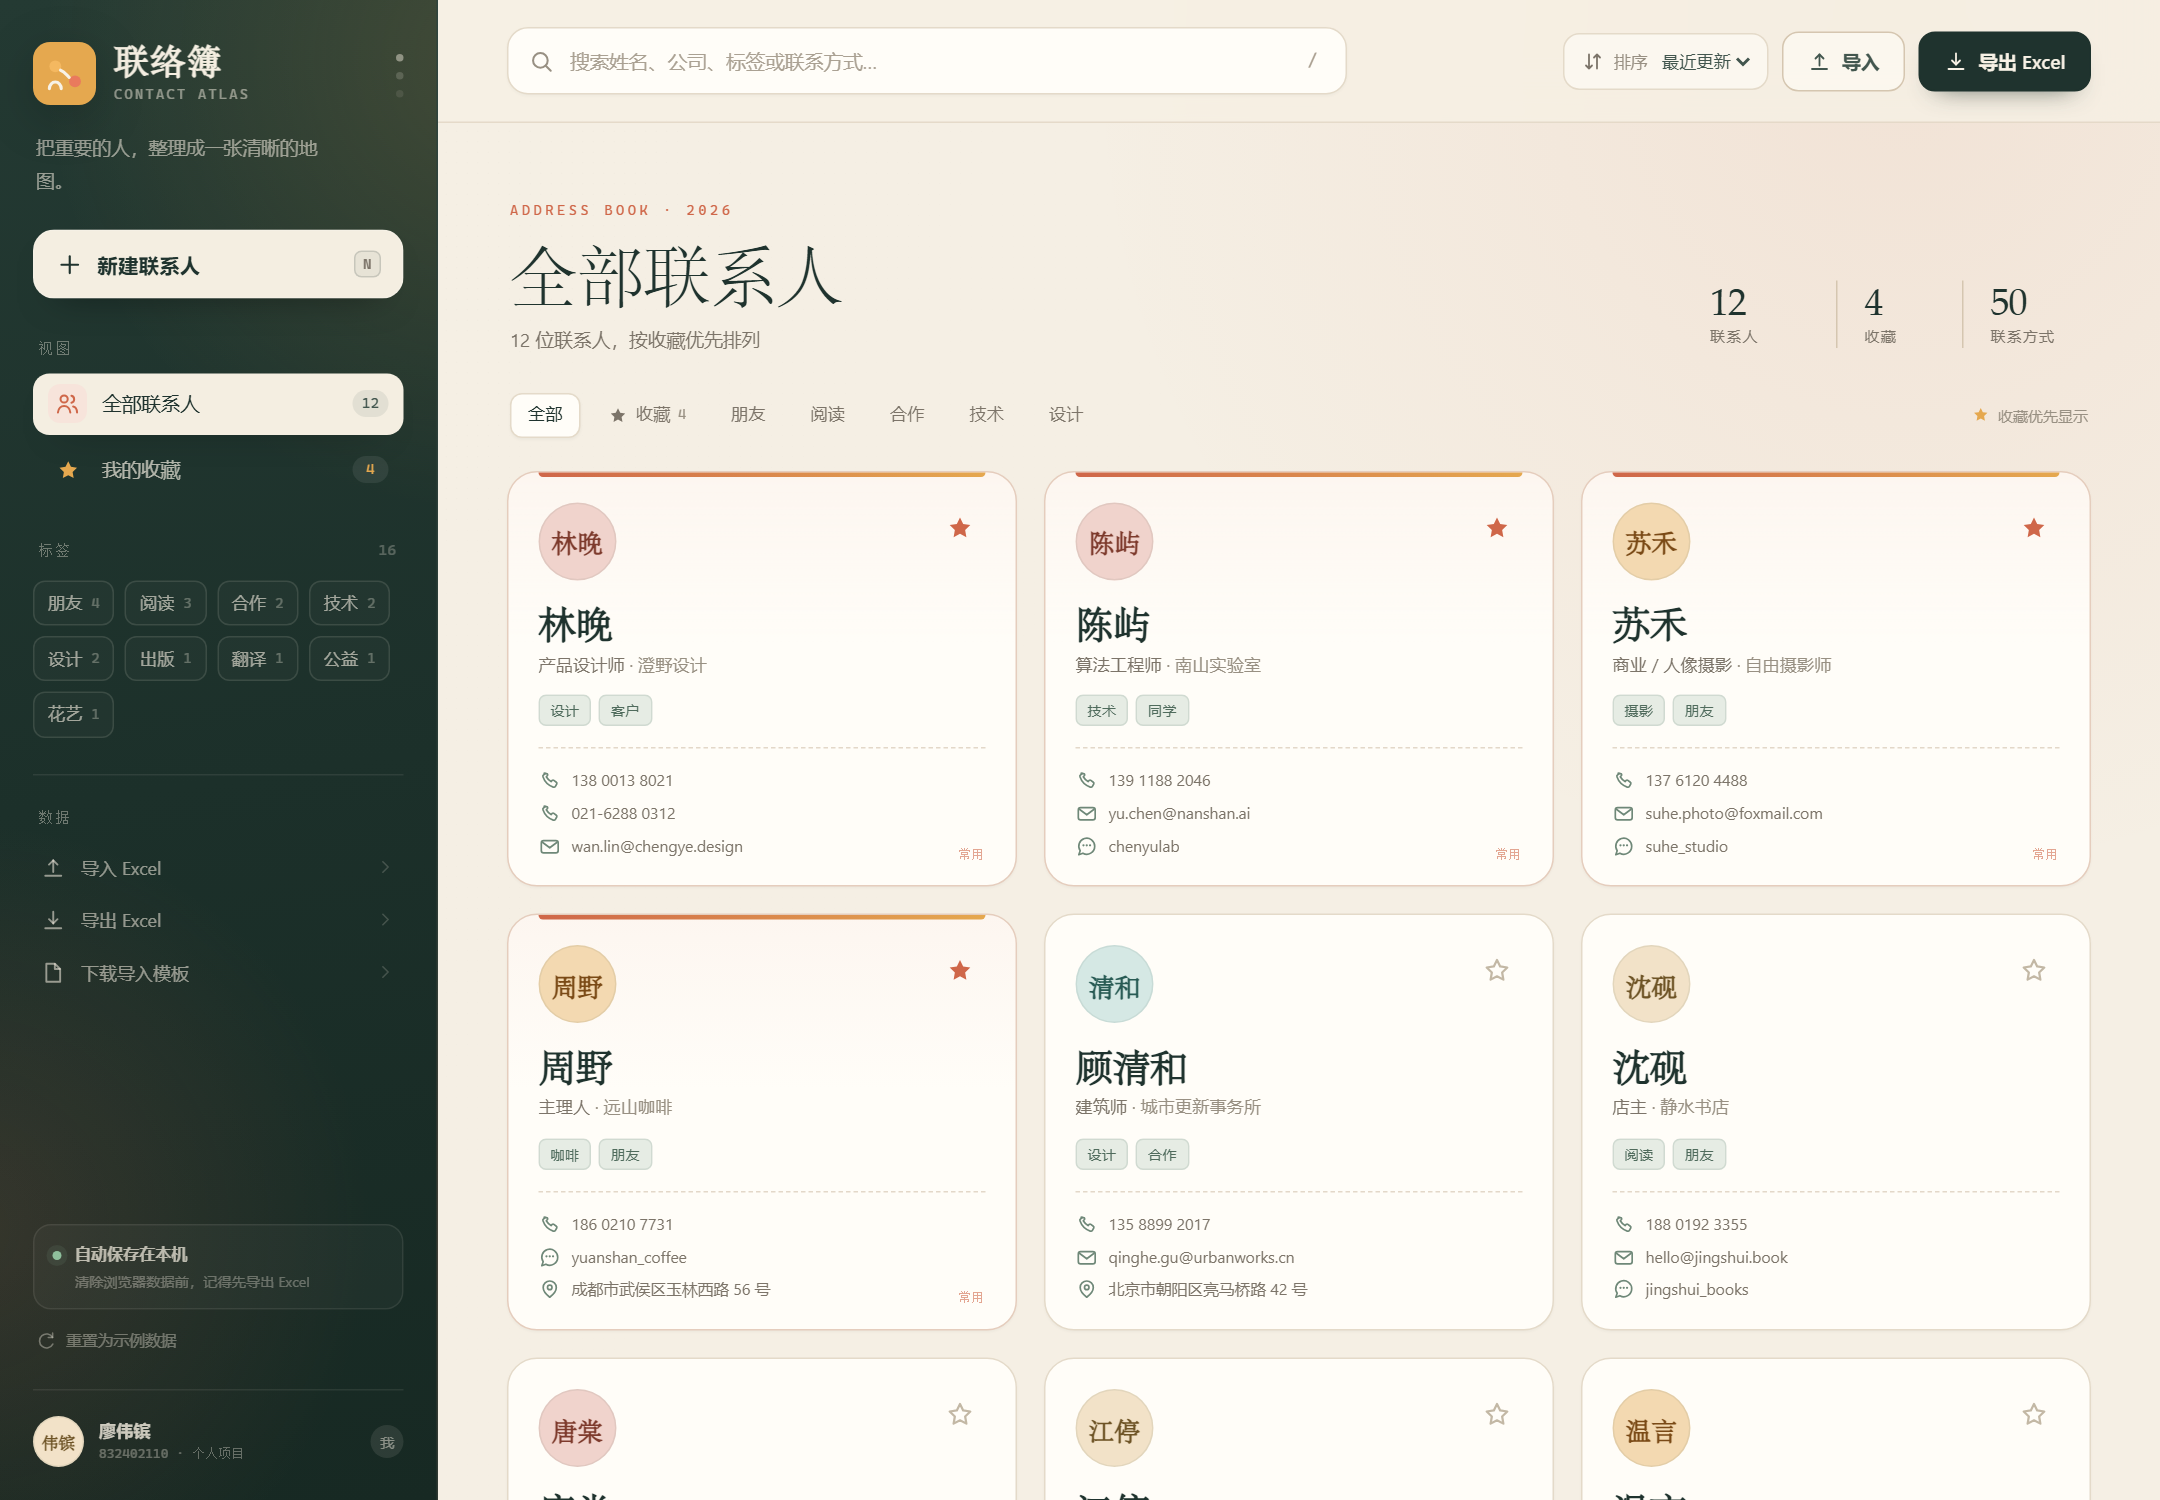 联络簿
CONTACT ATLAS
把重要的人，整理成一张清晰的地
图。
新建联系人 N
视图
全部联系人 12
我的收藏 4
标签 16
朋友 4 阅读 3 合作 2 技术 2
设计 2 出版 1 翻译 1 公益 1
花艺 1
数据
导入 Excel
导出 Excel
下载导入模板
自动保存在本机
清除浏览器数据前，记得先导出 Excel
重置为示例数据
伟镔 廖伟镔 我
832402110 · 个人项目
搜索姓名、公司、标签或联系方式... /
排序 最近更新
导入
导出 Excel
ADDRESS BOOK · 2026
全部联系人
12 位联系人，按收藏优先排列
12 联系人
4 收藏
50 联系方式
全部 收藏 4 朋友 阅读 合作 技术 设计
收藏优先显示
林晚
林晚
产品设计师 · 澄野设计
设计 客户
138 0013 8021
021-6288 0312
wan.lin@chengye.design
常用
陈屿
陈屿
算法工程师 · 南山实验室
技术 同学
139 1188 2046
yu.chen@nanshan.ai
chenyulab
常用
苏禾
苏禾
商业 / 人像摄影 · 自由摄影师
摄影 朋友
137 6120 4488
suhe.photo@foxmail.com
suhe_studio
常用
周野
周野
主理人 · 远山咖啡
咖啡 朋友
186 0210 7731
yuanshan_coffee
成都市武侯区玉林西路 56 号
常用
清和
顾清和
建筑师 · 城市更新事务所
设计 合作
135 8899 2017
qinghe.gu@urbanworks.cn
北京市朝阳区亮马桥路 42 号
沈砚
沈砚
店主 · 静水书店
阅读 朋友
188 0192 3355
hello@jingshui.book
jingshui_books
唐棠
江停
温言